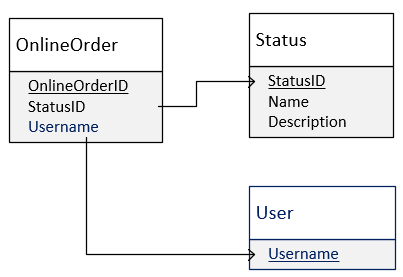 OnlineOrder
OnlineOrderID
StatusID
Username
Status
StatusID
Name
Description
User
Username